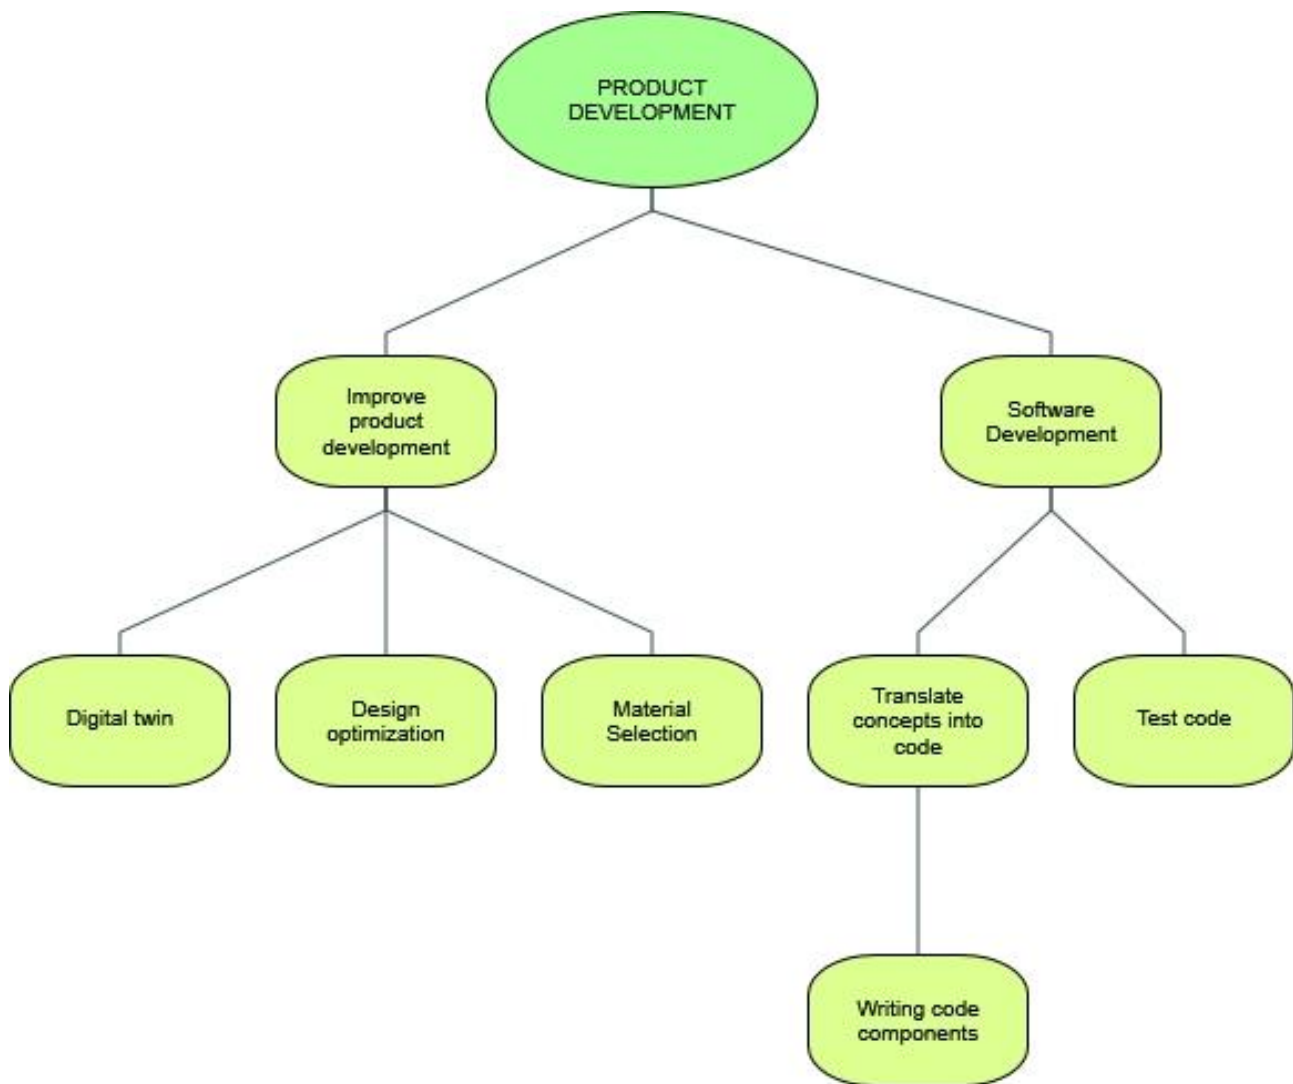 PRODUCT
DEVELOPMENT
Improve
product
development
Software
Development
Digital twin
Design
optimization
Material
Selection
Translate
concepts into
code
Test code
Writing code
components